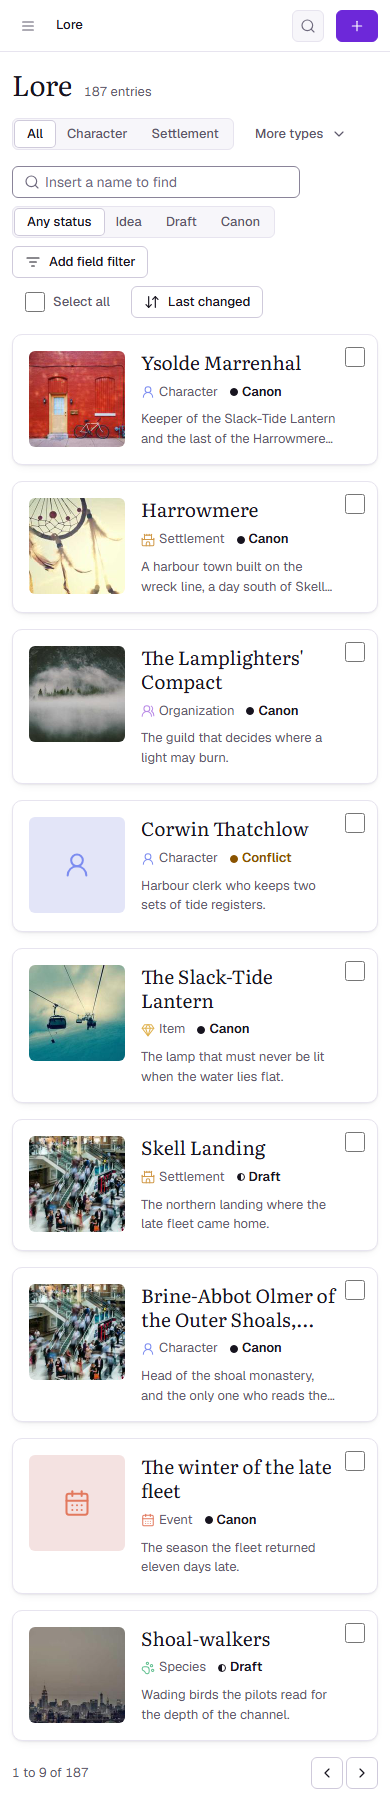 Lore
Lore 187 entries
All Character Settlement More types
Insert a name to find
Any status Idea Draft Canon
Add field filter
Select all Last changed
Ysolde Marrenhal
Character Canon
Keeper of the Slack-Tide Lantern
and the last of the Harrowmere…
Harrowmere
Settlement Canon
A harbour town built on the
wreck line, a day south of Skell…
The Lamplighters'
Compact
Organization Canon
The guild that decides where a
light may burn.
Corwin Thatchlow
Character Conflict
Harbour clerk who keeps two
sets of tide registers.
The Slack-Tide
Lantern
Item Canon
The lamp that must never be lit
when the water lies flat.
Skell Landing
Settlement Draft
The northern landing where the
late fleet came home.
Brine-Abbot Olmer of
the Outer Shoals,…
Character Canon
Head of the shoal monastery,
and the only one who reads the…
The winter of the late
fleet
Event Canon
The season the fleet returned
eleven days late.
Shoal-walkers
Species Draft
Wading birds the pilots read for
the depth of the channel.
1 to 9 of 187